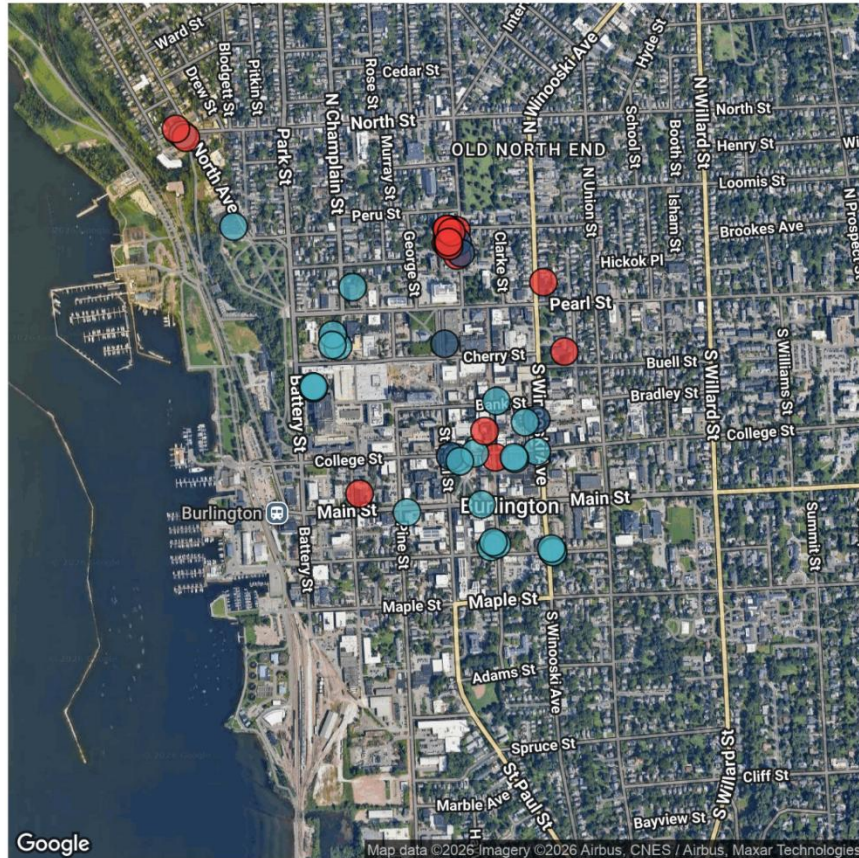 Ward St
Blodgett St
Drew St
Pitkin St
Rose St
Cedar St
Hyde St
N Winooski Ave
N Willard St
North St
North St
N Champlain St
Park St
Murray St
OLD NORTH END
School St
Booth St
Henry St
North Ave
Loomis St
N Union St
Isham St
Peru St
George St
Clarke St
Brookes Ave
Hickok Pl
Pearl St
Cherry St
Buell St
S Williams St
Battery St
Bank St
Bradley St
S Willard St
College St
College St
Main St
Burlington
Main St
Burlington
Battery St
Summit St
Maple St
Maple St
S Winooski Ave
Adams St
Spruce St
St Paul St
S Willard St
Cliff St
Marble Ave
Bayview St
Google
Map data ©2026 Imagery ©2026 Airbus, CNES / Airbus, Maxar Technologies